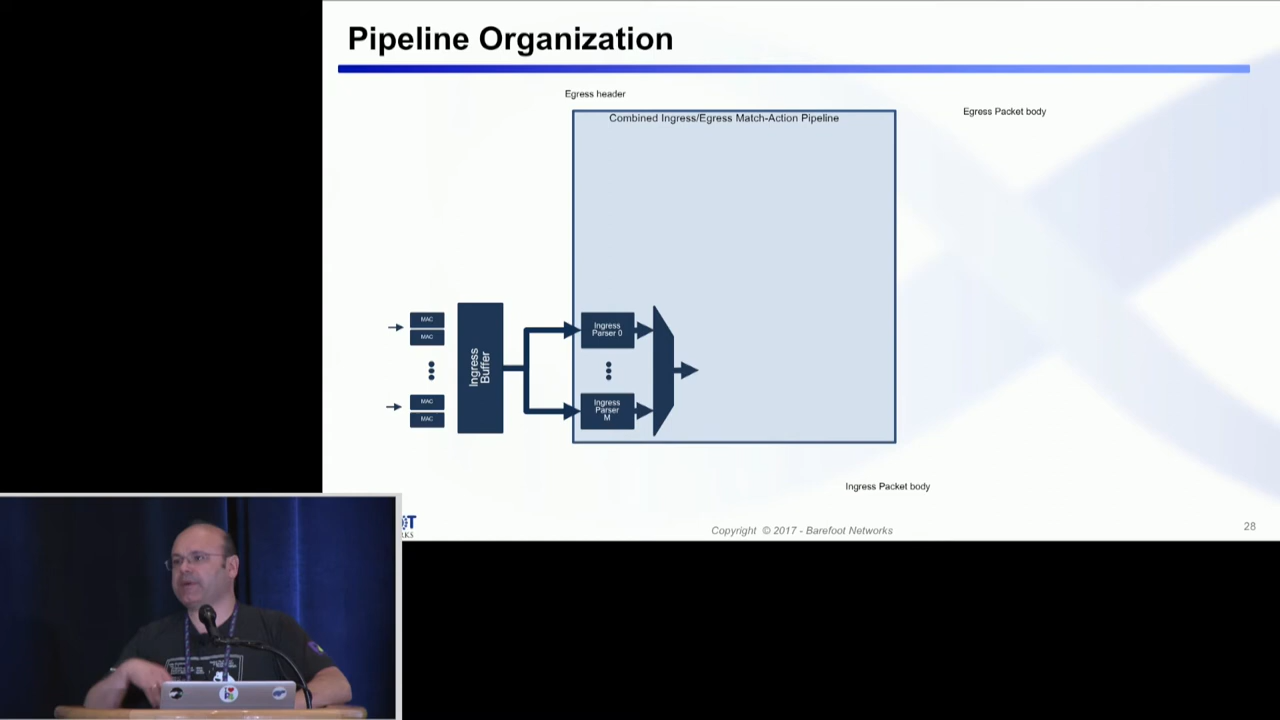 Pipeline Organization
Egress header
Combined Ingress/Egress Match-Action Pipeline
Egress Packet body
MAC
MAC
MAC
MAC
Ingress
Buffer
Ingress
Parser 0
Ingress
Parser
M
Ingress Packet body
Copyright © 2017 - Barefoot Networks
28